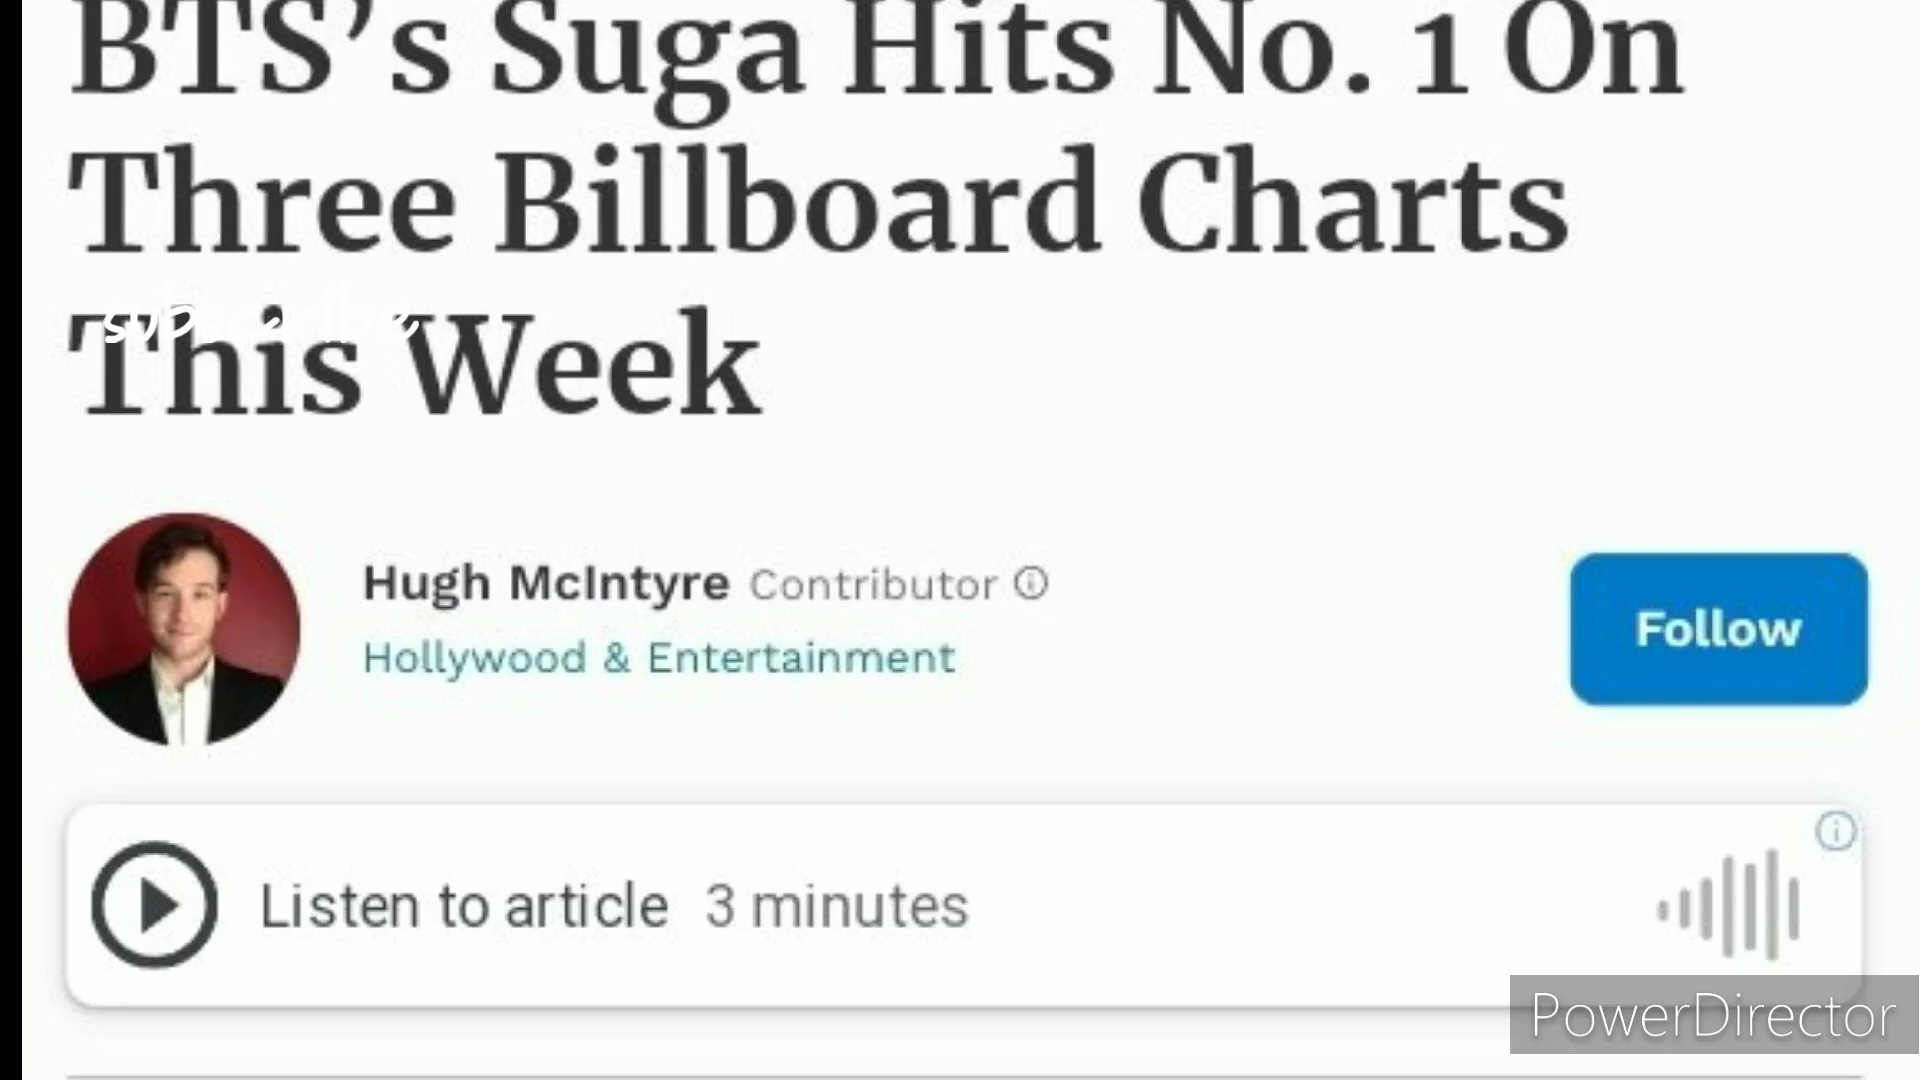 BTS’s Suga Hits No. 1 On
Three Billboard Charts
subscribe
This Week
Hugh McIntyre Contributor
Hollywood & Entertainment
Follow
Listen to article 3 minutes
PowerDirector